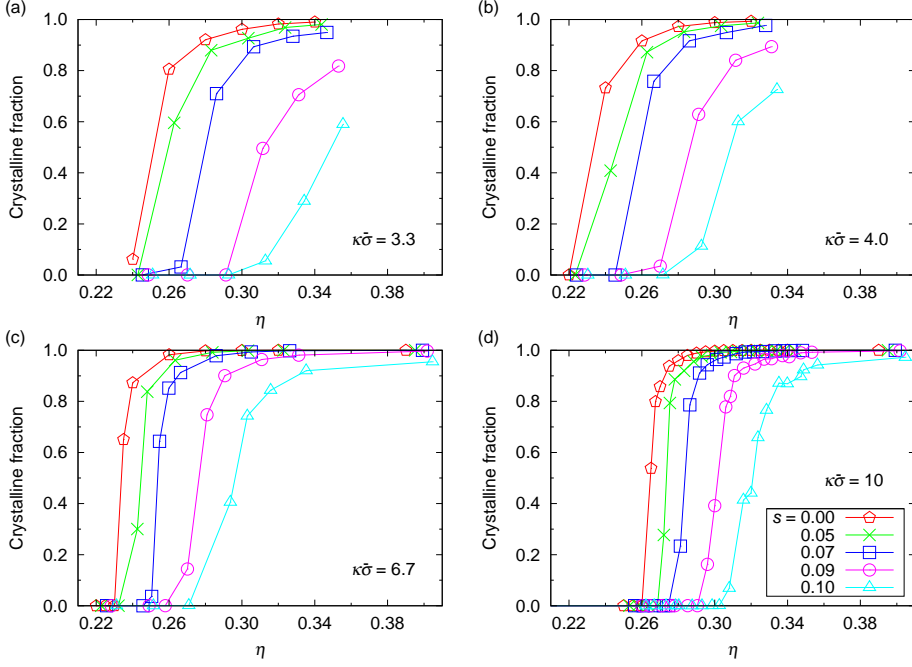 (a)
Crystalline fraction
1.0
0.8
0.6
0.4
0.2
0.0
κσ̄ = 3.3
0.22 0.26 0.30 0.34 0.38
η
(b)
Crystalline fraction
1.0
0.8
0.6
0.4
0.2
0.0
κσ̄ = 4.0
0.22 0.26 0.30 0.34 0.38
η
(c)
Crystalline fraction
1.0
0.8
0.6
0.4
0.2
0.0
κσ̄ = 6.7
0.22 0.26 0.30 0.34 0.38
η
(d)
Crystalline fraction
1.0
0.8
0.6
0.4
0.2
0.0
κσ̄ = 10
s = 0.00
0.05
0.07
0.09
0.10
0.22 0.26 0.30 0.34 0.38
η